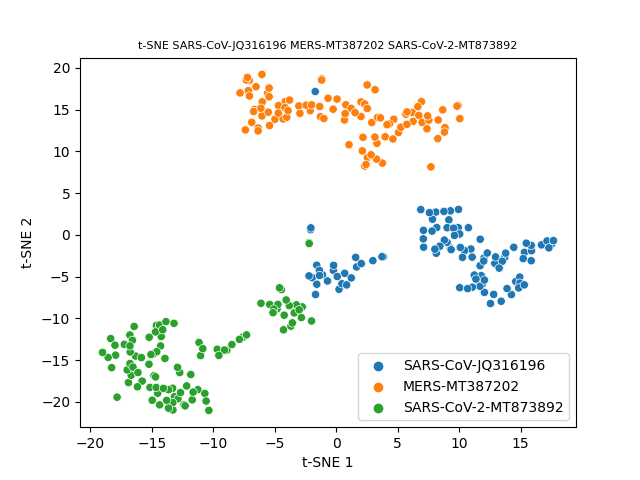 t-SNE SARS-CoV-JQ316196 MERS-MT387202 SARS-CoV-2-MT873892
20
15
10
5
0
−5
−10
−15
−20
t-SNE 2
SARS-CoV-JQ316196
MERS-MT387202
SARS-CoV-2-MT873892
−20 −15 −10 −5 0 5 10 15
t-SNE 1